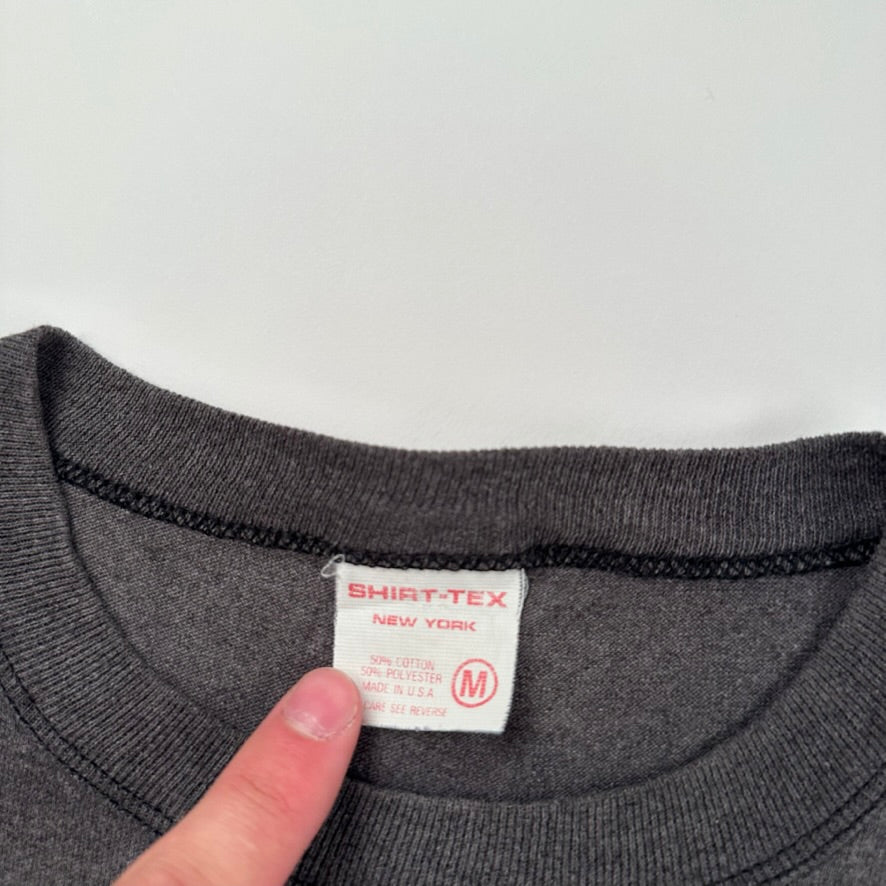 SHIRT-TEX
NEW YORK
50% COTTON
50% POLYESTER
MADE IN U.S.A
CARE SEE REVERSE
M